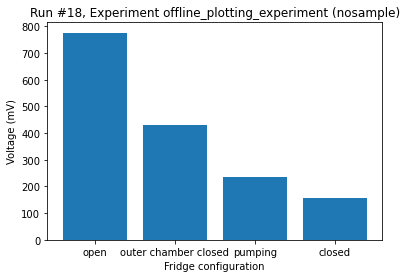 Run #18, Experiment offline_plotting_experiment (nosample)
Voltage (mV)
800
700
600
500
400
300
200
100
0
open outer chamber closed pumping closed
Fridge configuration